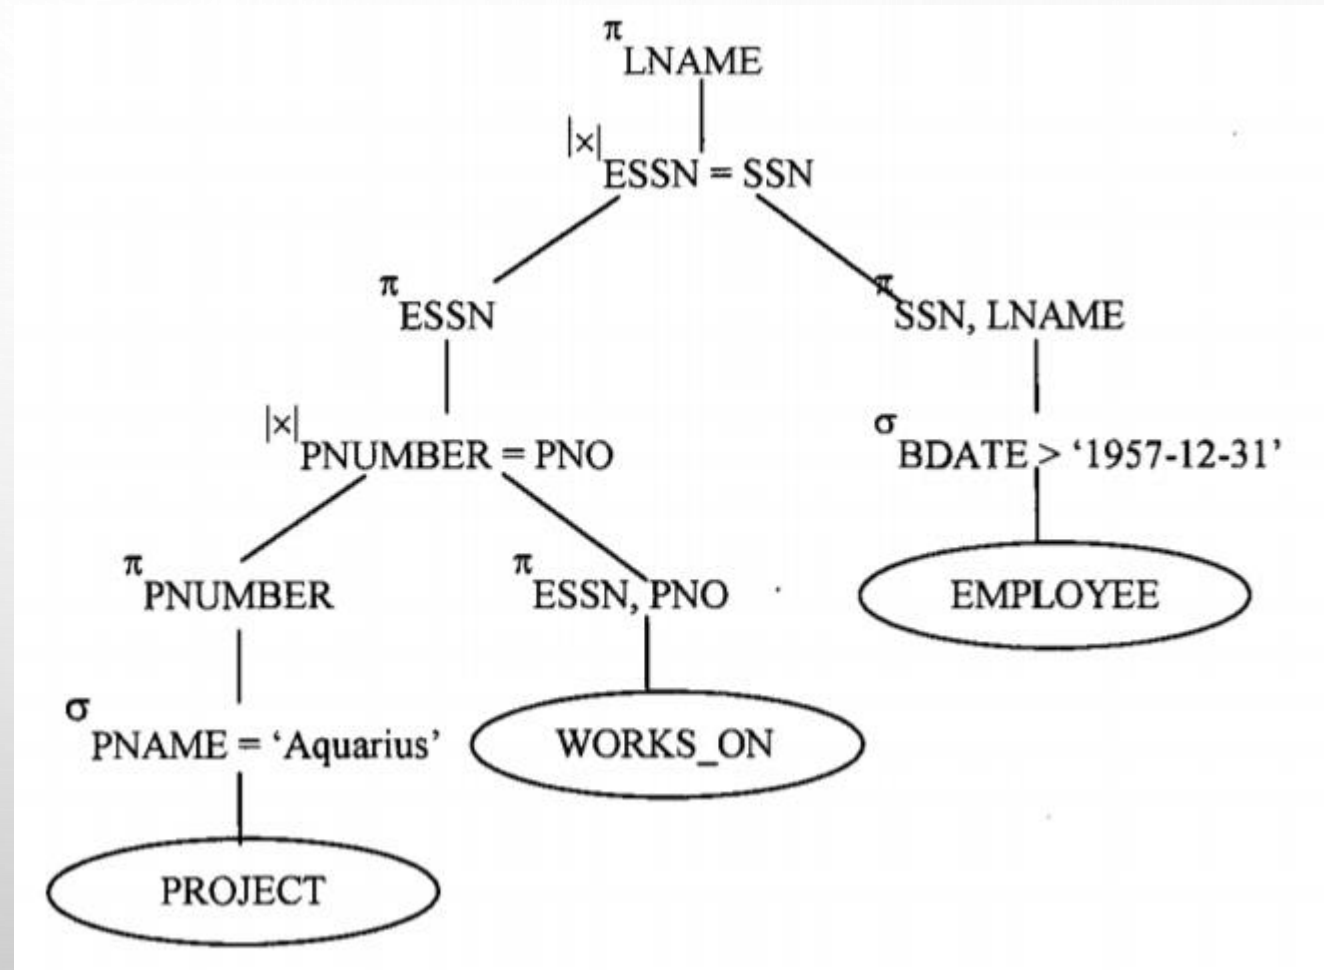 π
LNAME
|×|
ESSN = SSN
π
ESSN
π
SSN, LNAME
|×|
PNUMBER = PNO
σ
BDATE > ‘1957-12-31’
π
PNUMBER
π
ESSN, PNO
EMPLOYEE
σ
PNAME = ‘Aquarius’
WORKS_ON
PROJECT